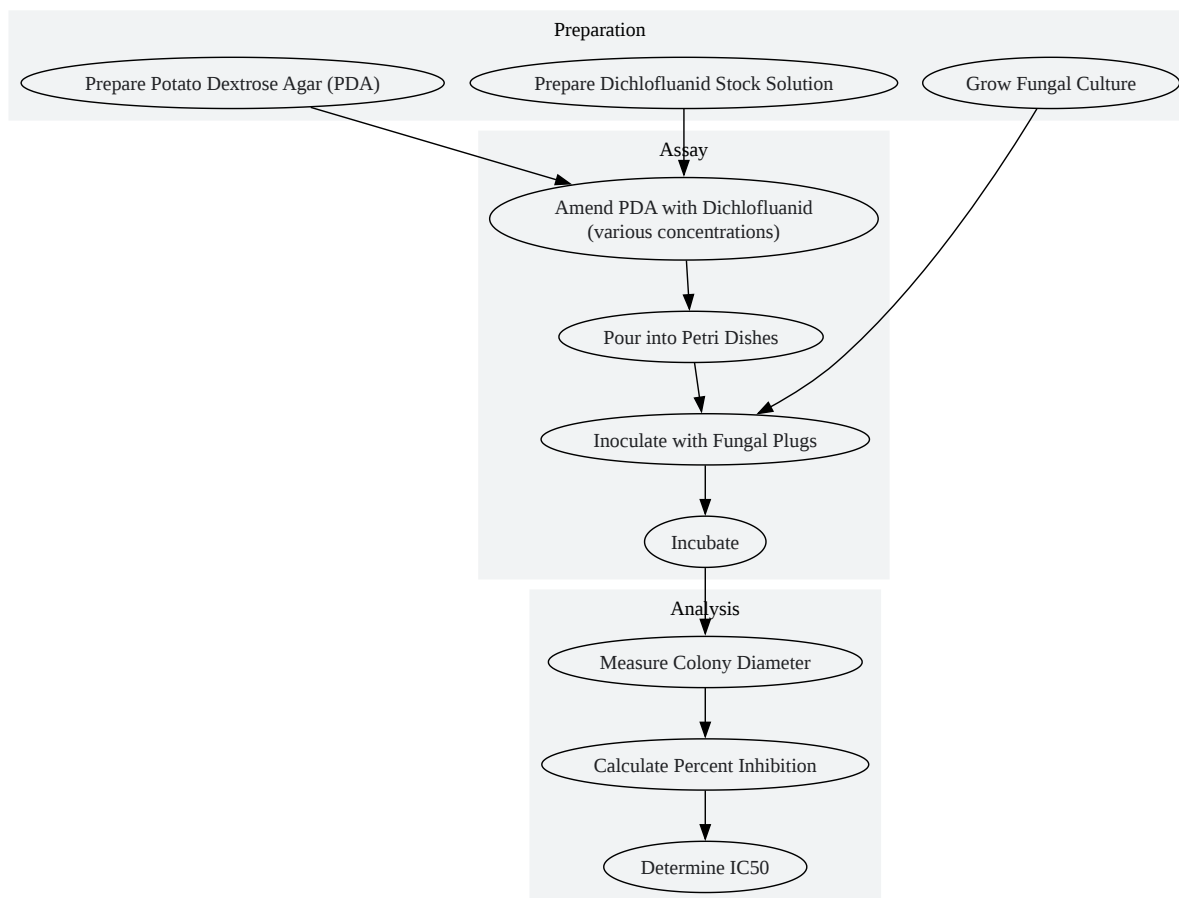 Preparation
Prepare Potato Dextrose Agar (PDA)
Prepare Dichlofluanid Stock Solution
Grow Fungal Culture
Assay
Amend PDA with Dichlofluanid
(various concentrations)
Pour into Petri Dishes
Inoculate with Fungal Plugs
Incubate
Analysis
Measure Colony Diameter
Calculate Percent Inhibition
Determine IC50